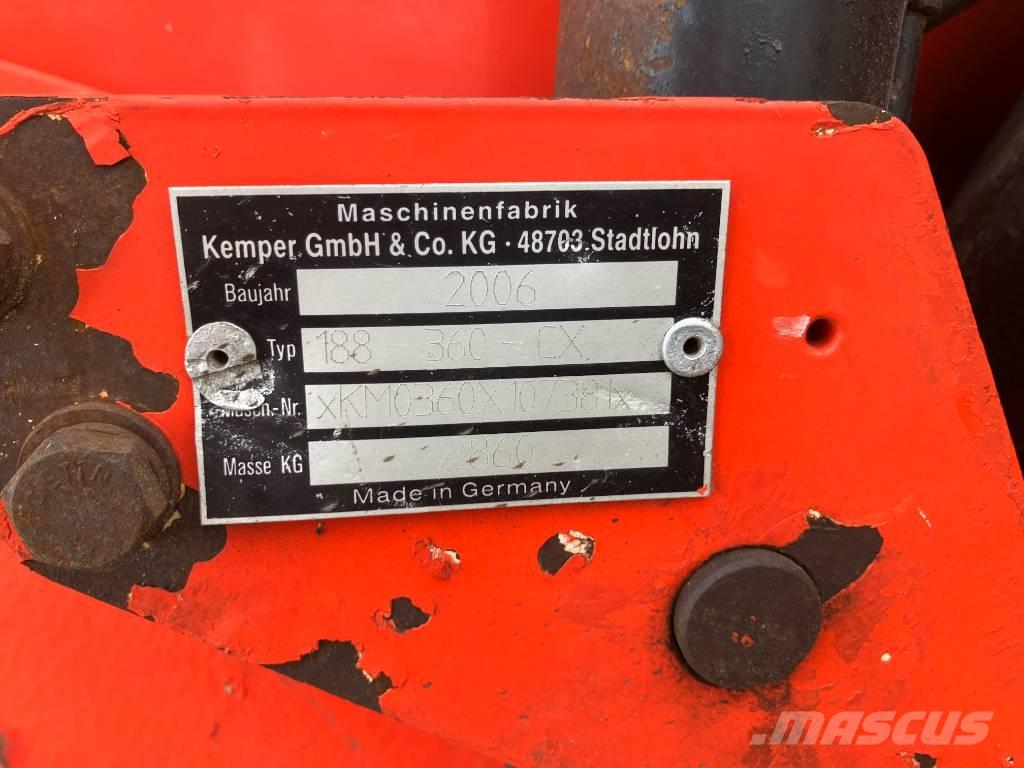 Maschinenfabrik
Kemper GmbH & Co. KG · 48703 Stadtlohn
Baujahr 2006
Typ 188 - 360 - CX
Masch.-Nr. xKM0360X107381x
Masse KG 2860
Made in Germany
MASCUS